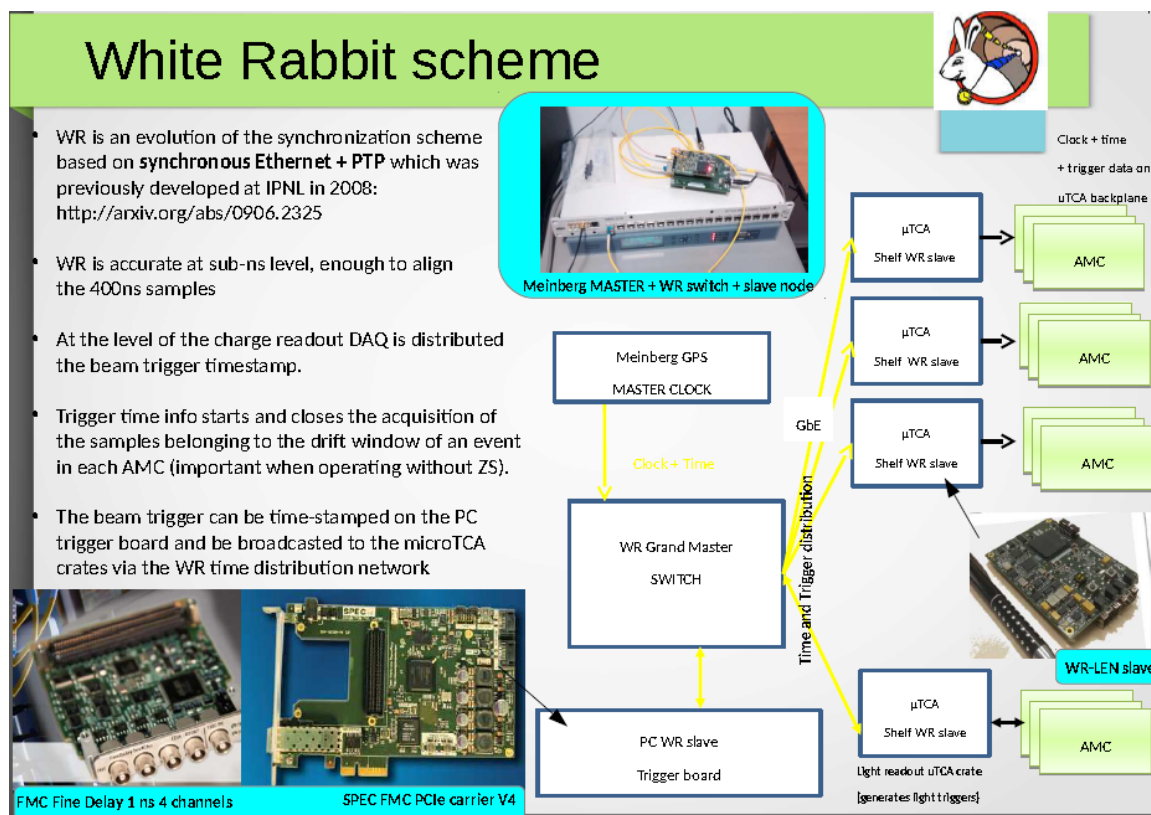 White Rabbit scheme
• WR is an evolution of the synchronization scheme
based on synchronous Ethernet + PTP which was
previously developed at IPNL in 2008:
http://arxiv.org/abs/0906.2325
• WR is accurate at sub-ns level, enough to align
the 400ns samples
• At the level of the charge readout DAQ is distributed
the beam trigger timestamp.
• Trigger time info starts and closes the acquisition of
the samples belonging to the drift window of an event
in each AMC (important when operating without ZS).
• The beam trigger can be time-stamped on the PC
trigger board and be broadcasted to the microTCA
crates via the WR time distribution network
FMC Fine Delay 1 ns 4 channels
SPEC
SPEC FMC PCIe carrier V4
Meinberg MASTER + WR switch + slave node
Meinberg GPS
MASTER CLOCK
Clock + Time
WR Grand Master
SWITCH
PC WR slave
Trigger board
GbE
Time and Trigger distribution
Clock + time
+ trigger data on
uTCA backplane
µTCA
Shelf WR slave
AMC
µTCA
Shelf WR slave
AMC
µTCA
Shelf WR slave
AMC
WR-LEN slave
µTCA
Shelf WR slave
AMC
Light readout uTCA crate
(generates light triggers)